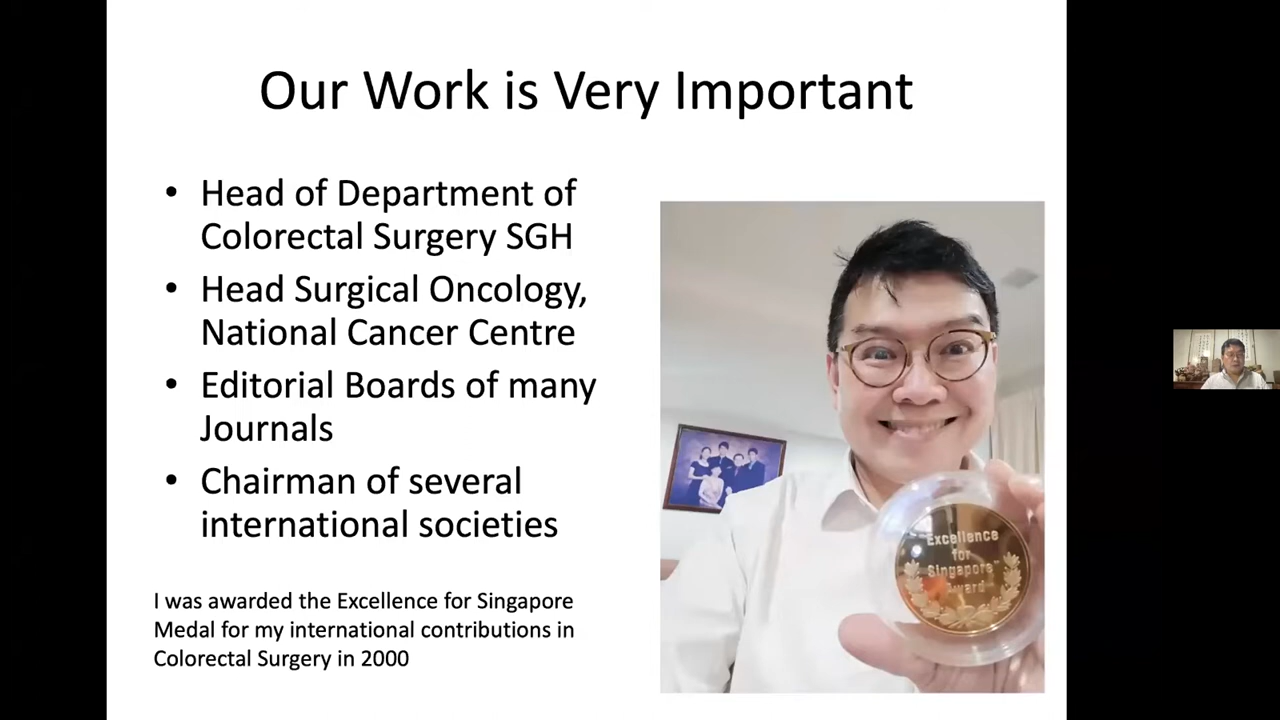 Our Work is Very Important
• Head of Department of
Colorectal Surgery SGH
• Head Surgical Oncology,
National Cancer Centre
• Editorial Boards of many
Journals
• Chairman of several
international societies
I was awarded the Excellence for Singapore
Medal for my international contributions in
Colorectal Surgery in 2000
Excellence
for
Singapore™
Award